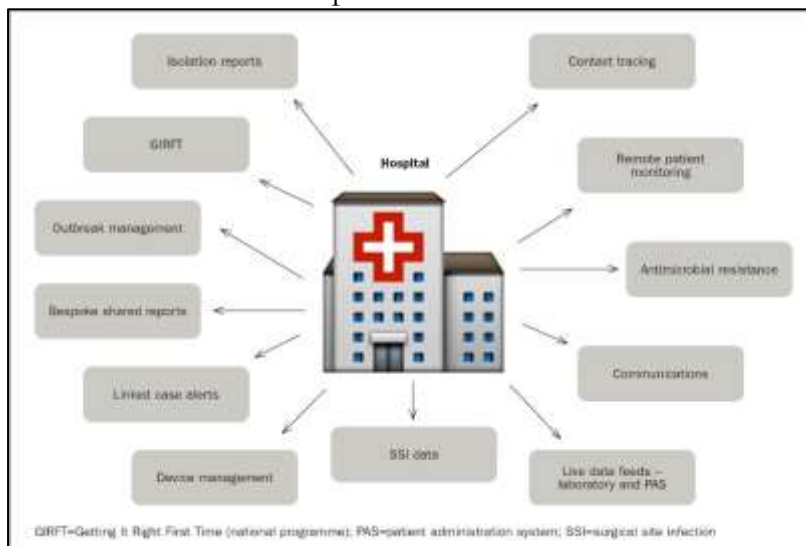 Isolation reports
Contact tracing
GIRFT
Hospital
Remote patient
monitoring
Outbreak management
Antimicrobial resistance
Bespoke shared reports
Linked case alerts
Communications
Device management
SSI data
Live data feeds –
laboratory and PAS
GIRFT=Getting It Right First Time (national programme); PAS=patient administration system; SSI=surgical site infection